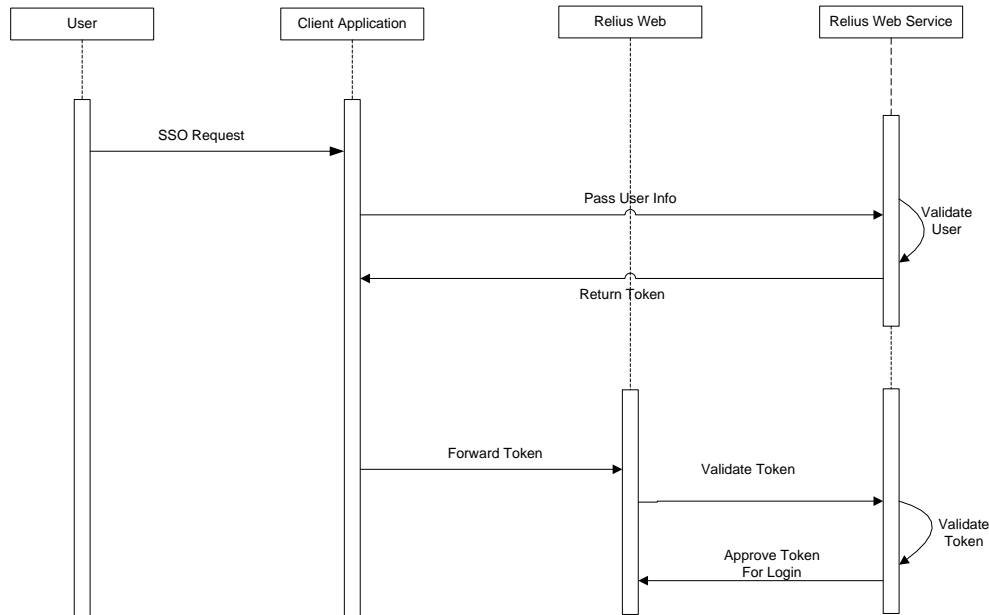 User
Client Application
Relius Web
Relius Web Service
SSO Request
Pass User Info
Validate
User
Return Token
Forward Token
Validate Token
Validate
Token
Approve Token
For Login